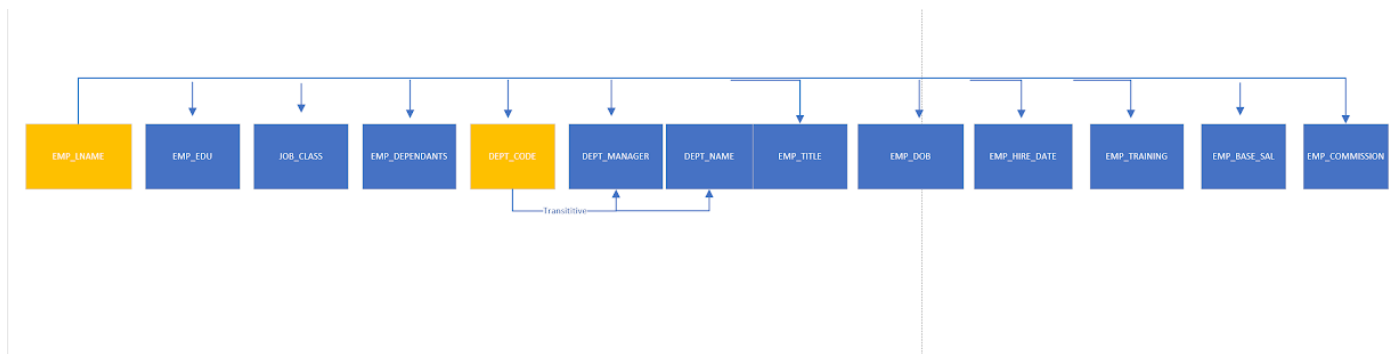 EMP_LNAME
EMP_EDU
JOB_CLASS
EMP_DEPENDANTS
DEPT_CODE
DEPT_MANAGER
DEPT_NAME
EMP_TITLE
EMP_DOB
EMP_HIRE_DATE
EMP_TRAINING
EMP_BASE_SAL
EMP_COMMISSION
Transititive